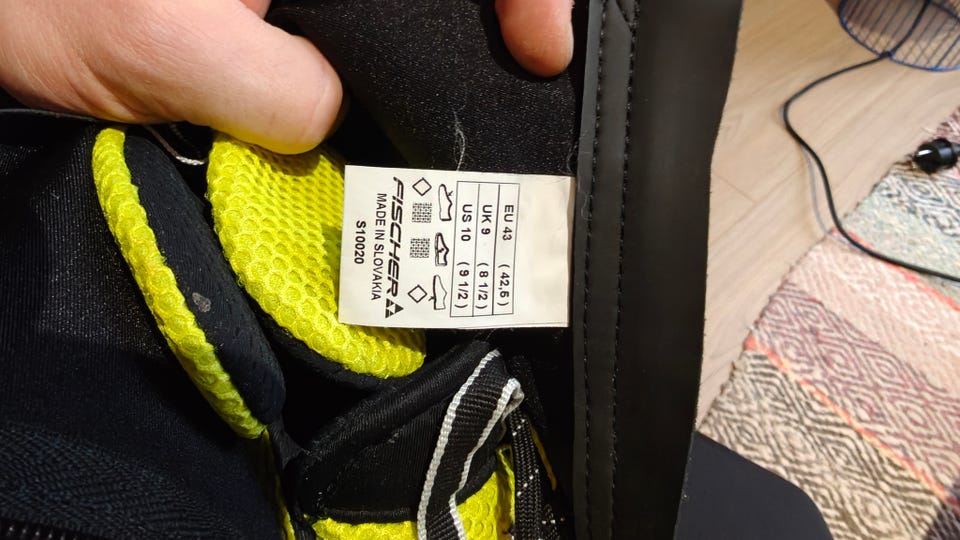 EU 43 ( 42,5 )
UK 9 ( 8 1/2 )
US 10 ( 9 1/2 )
FISCHER
MADE IN SLOVAKIA
S10020